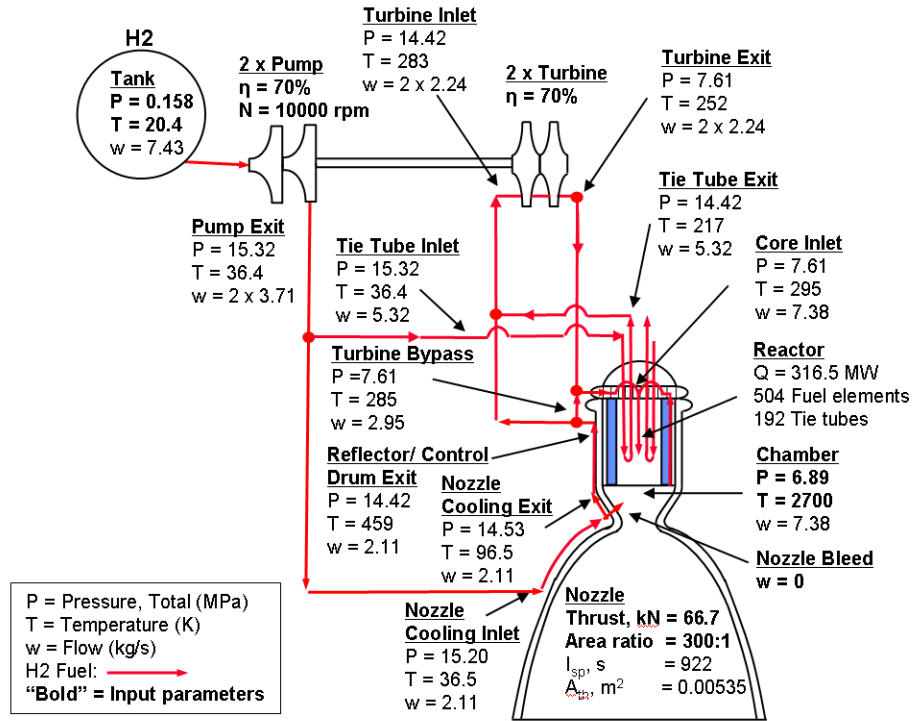 H2
Tank
P = 0.158
T = 20.4
w = 7.43
2 x Pump
η = 70%
N = 10000 rpm
Turbine Inlet
P = 14.42
T = 283
w = 2 x 2.24
2 x Turbine
η = 70%
Turbine Exit
P = 7.61
T = 252
w = 2 x 2.24
Pump Exit
P = 15.32
T = 36.4
w = 2 x 3.71
Tie Tube Inlet
P = 15.32
T = 36.4
w = 5.32
Tie Tube Exit
P = 14.42
T = 217
w = 5.32
Core Inlet
P = 7.61
T = 295
w = 7.38
Turbine Bypass
P =7.61
T = 285
w = 2.95
Reactor
Q = 316.5 MW
504 Fuel elements
192 Tie tubes
Reflector/ Control
Drum Exit
P = 14.42
T = 459
w = 2.11
Nozzle
Cooling Exit
P = 14.53
T = 96.5
w = 2.11
Chamber
P = 6.89
T = 2700
w = 7.38
Nozzle Bleed
w = 0
Nozzle
Cooling Inlet
P = 15.20
T = 36.5
w = 2.11
Nozzle
Thrust, kN = 66.7
Area ratio = 300:1
Isp, s = 922
Ath, m² = 0.00535
P = Pressure, Total (MPa)
T = Temperature (K)
w = Flow (kg/s)
H2 Fuel:
“Bold” = Input parameters